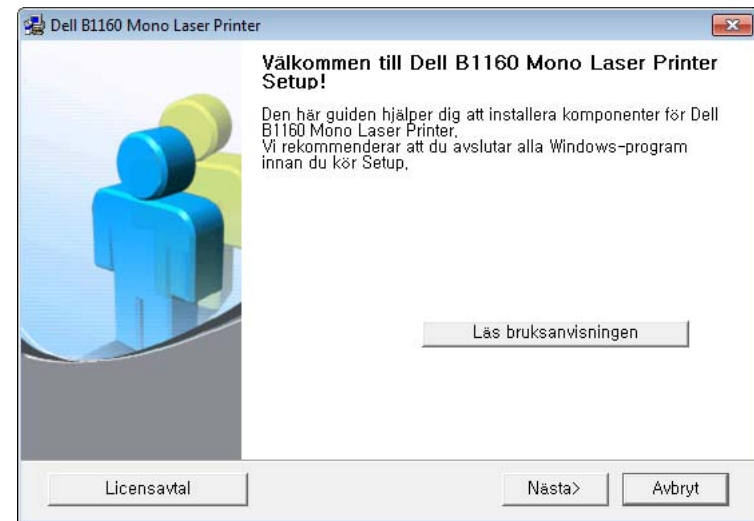 Dell B1160 Mono Laser Printer
Välkommen till Dell B1160 Mono Laser Printer
Setup!
Den här guiden hjälper dig att installera komponenter för Dell
B1160 Mono Laser Printer,
Vi rekommenderar att du avslutar alla Windows-program
innan du kör Setup,
Läs bruksanvisningen
Licensavtal
Nästa>
Avbryt